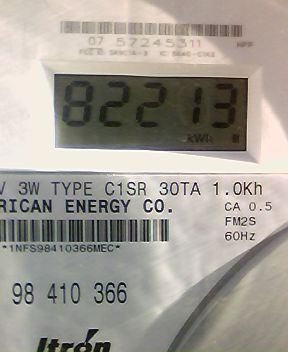 07 57245311
82213
kWh
V 3W TYPE C1SR 30TA 1.0Kh
RICAN ENERGY CO.
CA 0.5
FM2S
60Hz
*1NFS98410366MEC*
98 410 366
Itrón